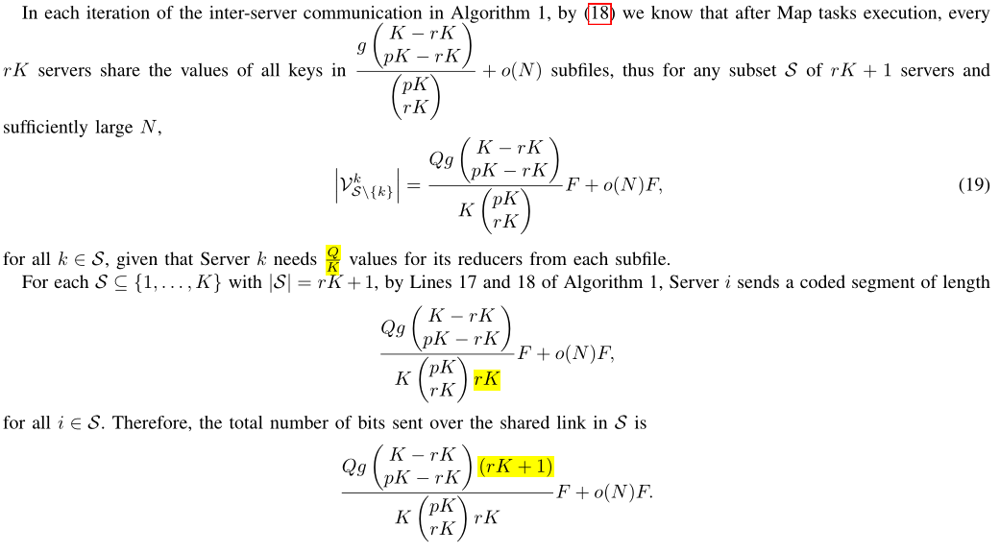 In each iteration of the inter-server communication in Algorithm 1, by (18) we know that after Map tasks execution, every
$rK$ servers share the values of all keys in $\frac{g\binom{K-rK}{pK-rK}}{\binom{pK}{rK}} + o(N)$ subfiles, thus for any subset $\mathcal{S}$ of $rK + 1$ servers and
sufficiently large $N$,
$\left|\mathcal{V}^{k}_{\mathcal{S}\backslash\{k\}}\right| = \frac{Qg\binom{K-rK}{pK-rK}}{K\binom{pK}{rK}}F + o(N)F,$ (19)
for all $k \in \mathcal{S}$, given that Server $k$ needs $\frac{Q}{K}$ values for its reducers from each subfile.
For each $\mathcal{S} \subseteq \{1, \ldots, K\}$ with $|\mathcal{S}| = rK + 1$, by Lines 17 and 18 of Algorithm 1, Server $i$ sends a coded segment of length
$\frac{Qg\binom{K-rK}{pK-rK}}{K\binom{pK}{rK}rK}F + o(N)F,$
for all $i \in \mathcal{S}$. Therefore, the total number of bits sent over the shared link in $\mathcal{S}$ is
$\frac{Qg\binom{K-rK}{pK-rK}(rK+1)}{K\binom{pK}{rK}rK}F + o(N)F.$